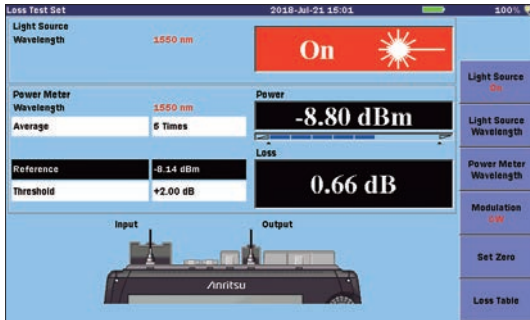 Loss Test Set 2018-Jul-21 15:01 100%
Light Source
Wavelength 1550 nm
On
Power Meter
Wavelength 1550 nm
Average 5 Times
Power
-8.80 dBm
Reference -8.14 dBm
Threshold +2.00 dB
Loss
0.66 dB
Input Output
Anritsu
Light Source
On
Light Source
Wavelength
Power Meter
Wavelength
Modulation
CW
Set Zero
Loss Table